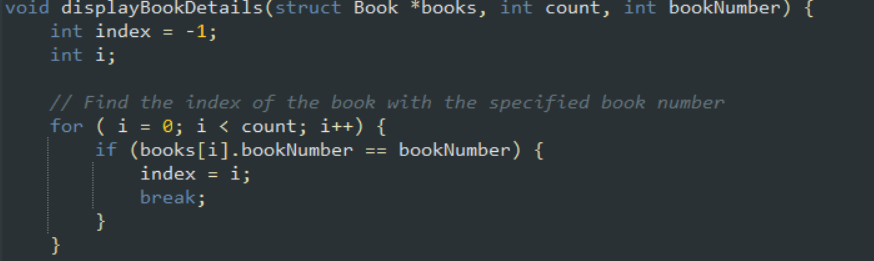 void displayBookDetails(struct Book *books, int count, int bookNumber) {
    int index = -1;
    int i;

    // Find the index of the book with the specified book number
    for ( i = 0; i < count; i++) {
        if (books[i].bookNumber == bookNumber) {
            index = i;
            break;
        }
    }